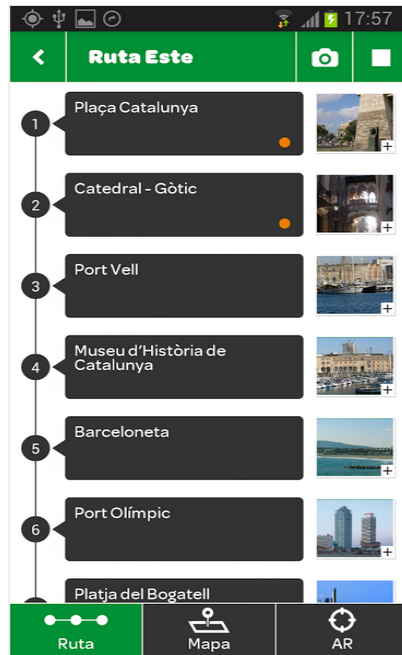 17:57
Ruta Este
1
Plaça Catalunya
2
Catedral - Gòtic
3
Port Vell
4
Museu d'Història de
Catalunya
5
Barceloneta
6
Port Olímpic
Platja del Bogatell
Ruta
Mapa
AR